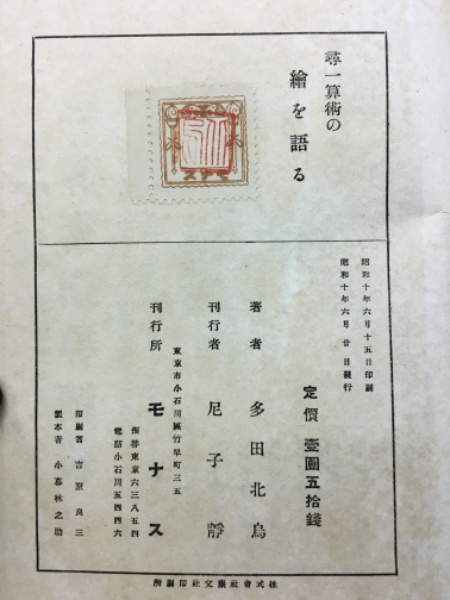 尋一算術の
繪を語る
昭和十年六月十五日印刷
昭和十年六月廿日發行
定價 壹圓五拾錢
著者 多田北烏
刊行者 尼子靜
東京市小石川區竹早町三五
刊行所 モナス
振替東京六三八五四
電話小石川五四四六
印刷者 吉原良三
製本者 小高林之助
株式會社康文社印刷所